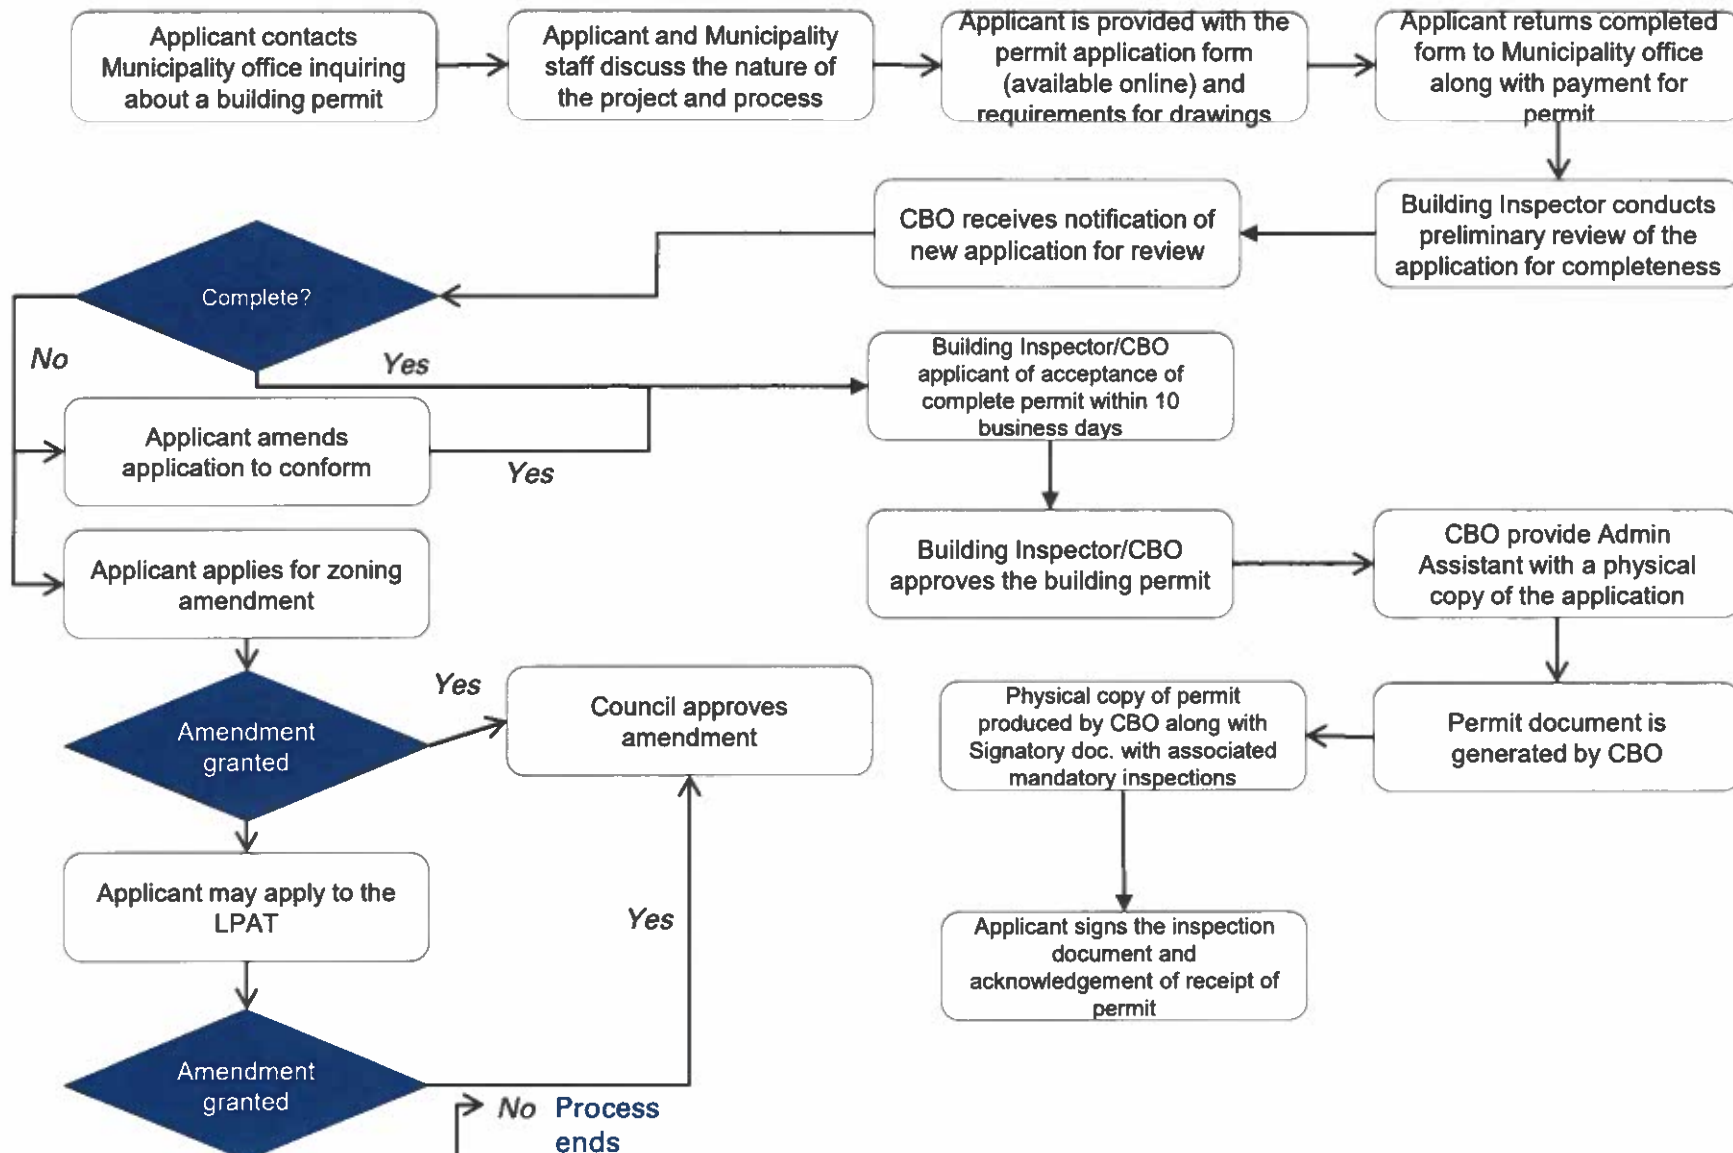 Applicant contacts
Municipality office inquiring
about a building permit
Applicant and Municipality
staff discuss the nature of
the project and process
Applicant is provided with the
permit application form
(available online) and
requirements for drawings
Applicant returns completed
form to Municipality office
along with payment for
permit
Building Inspector conducts
preliminary review of the
application for completeness
CBO receives notification of
new application for review
Complete?
No
Yes
Building Inspector/CBO
applicant of acceptance of
complete permit within 10
business days
Applicant amends
application to conform
Yes
Applicant applies for zoning
amendment
Building Inspector/CBO
approves the building permit
CBO provide Admin
Assistant with a physical
copy of the application
Amendment
granted
Yes
Council approves
amendment
Physical copy of permit
produced by CBO along with
Signatory doc. with associated
mandatory inspections
Permit document is
generated by CBO
Applicant may apply to the
LPAT
Yes
Applicant signs the inspection
document and
acknowledgement of receipt of
permit
Amendment
granted
No Process
ends